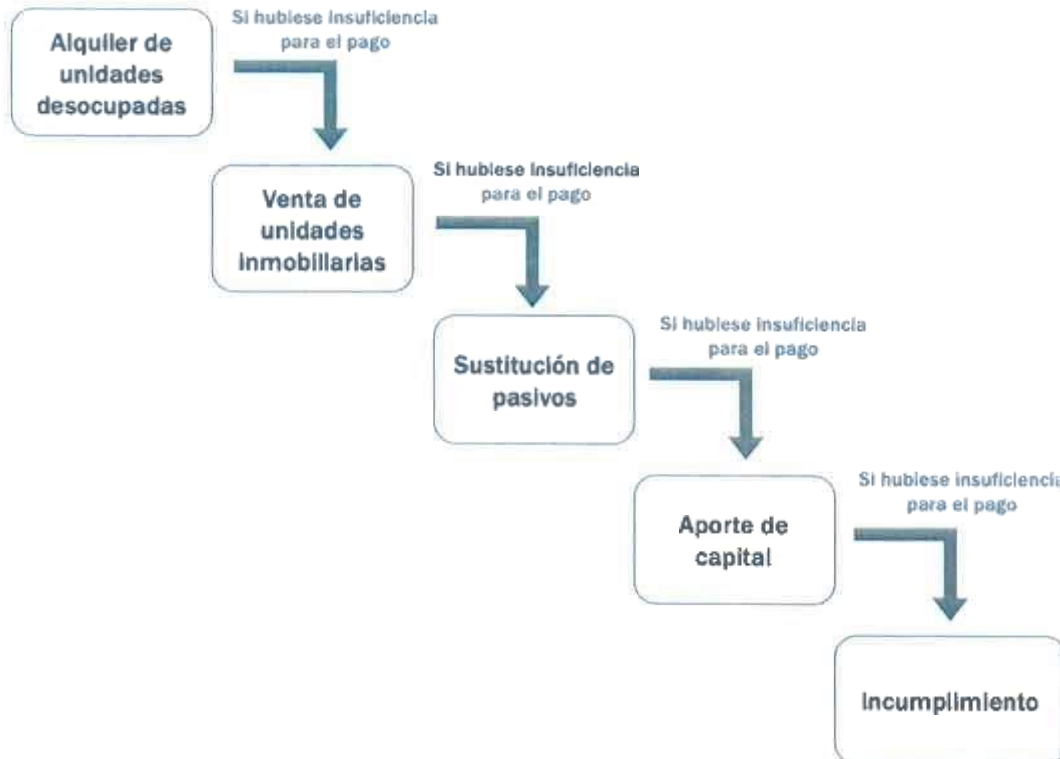 Alquiler de
unidades
desocupadas
Si hubiese insuficiencia
para el pago
Venta de
unidades
inmobiliarias
Si hubiese insuficiencia
para el pago
Sustitución de
pasivos
Si hubiese insuficiencia
para el pago
Aporte de
capital
Si hubiese insuficiencia
para el pago
Incumplimiento